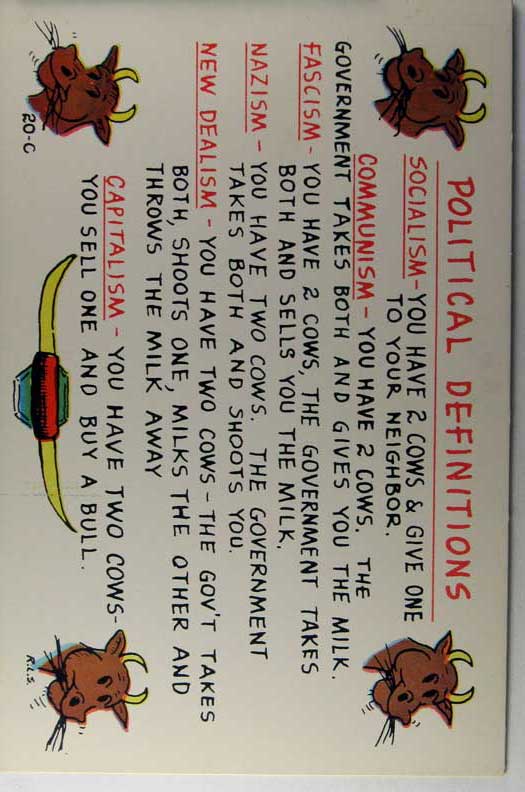 POLITICAL DEFINITIONS
SOCIALISM - YOU HAVE 2 COWS & GIVE ONE
TO YOUR NEIGHBOR.
COMMUNISM - YOU HAVE 2 COWS. THE
GOVERNMENT TAKES BOTH AND GIVES YOU THE MILK.
FASCISM - YOU HAVE 2 COWS, THE GOVERNMENT TAKES
BOTH AND SELLS YOU THE MILK.
NAZISM - YOU HAVE TWO COWS. THE GOVERNMENT
TAKES BOTH AND SHOOTS YOU.
NEW DEALISM - YOU HAVE TWO COWS - THE GOV'T TAKES
BOTH, SHOOTS ONE, MILKS THE OTHER AND
THROWS THE MILK AWAY
CAPITALISM - YOU HAVE TWO COWS -
YOU SELL ONE AND BUY A BULL.
20-C
R.L.S.